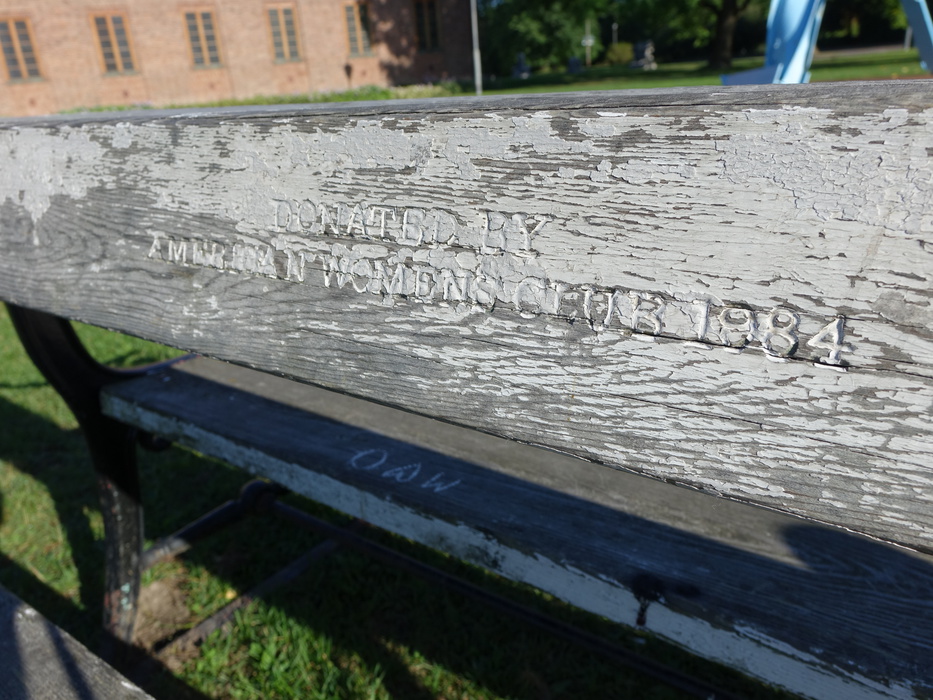 DONATED BY
AMERICAN WOMENS CLUB 1984